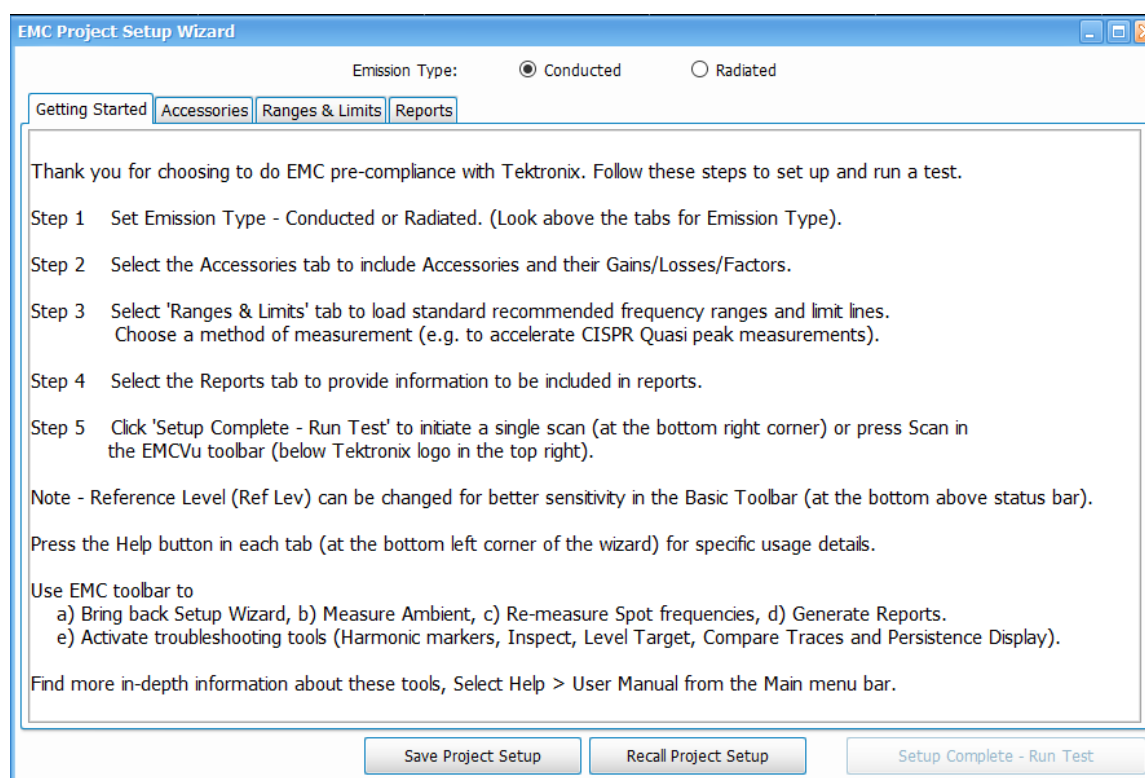 EMC Project Setup Wizard
Emission Type: Conducted Radiated
Getting Started Accessories Ranges & Limits Reports
Thank you for choosing to do EMC pre-compliance with Tektronix. Follow these steps to set up and run a test.
Step 1 Set Emission Type - Conducted or Radiated. (Look above the tabs for Emission Type).
Step 2 Select the Accessories tab to include Accessories and their Gains/Losses/Factors.
Step 3 Select 'Ranges & Limits' tab to load standard recommended frequency ranges and limit lines.
Choose a method of measurement (e.g. to accelerate CISPR Quasi peak measurements).
Step 4 Select the Reports tab to provide information to be included in reports.
Step 5 Click 'Setup Complete - Run Test' to initiate a single scan (at the bottom right corner) or press Scan in
the EMCVu toolbar (below Tektronix logo in the top right).
Note - Reference Level (Ref Lev) can be changed for better sensitivity in the Basic Toolbar (at the bottom above status bar).
Press the Help button in each tab (at the bottom left corner of the wizard) for specific usage details.
Use EMC toolbar to
a) Bring back Setup Wizard, b) Measure Ambient, c) Re-measure Spot frequencies, d) Generate Reports.
e) Activate troubleshooting tools (Harmonic markers, Inspect, Level Target, Compare Traces and Persistence Display).
Find more in-depth information about these tools, Select Help > User Manual from the Main menu bar.
Save Project Setup Recall Project Setup Setup Complete - Run Test